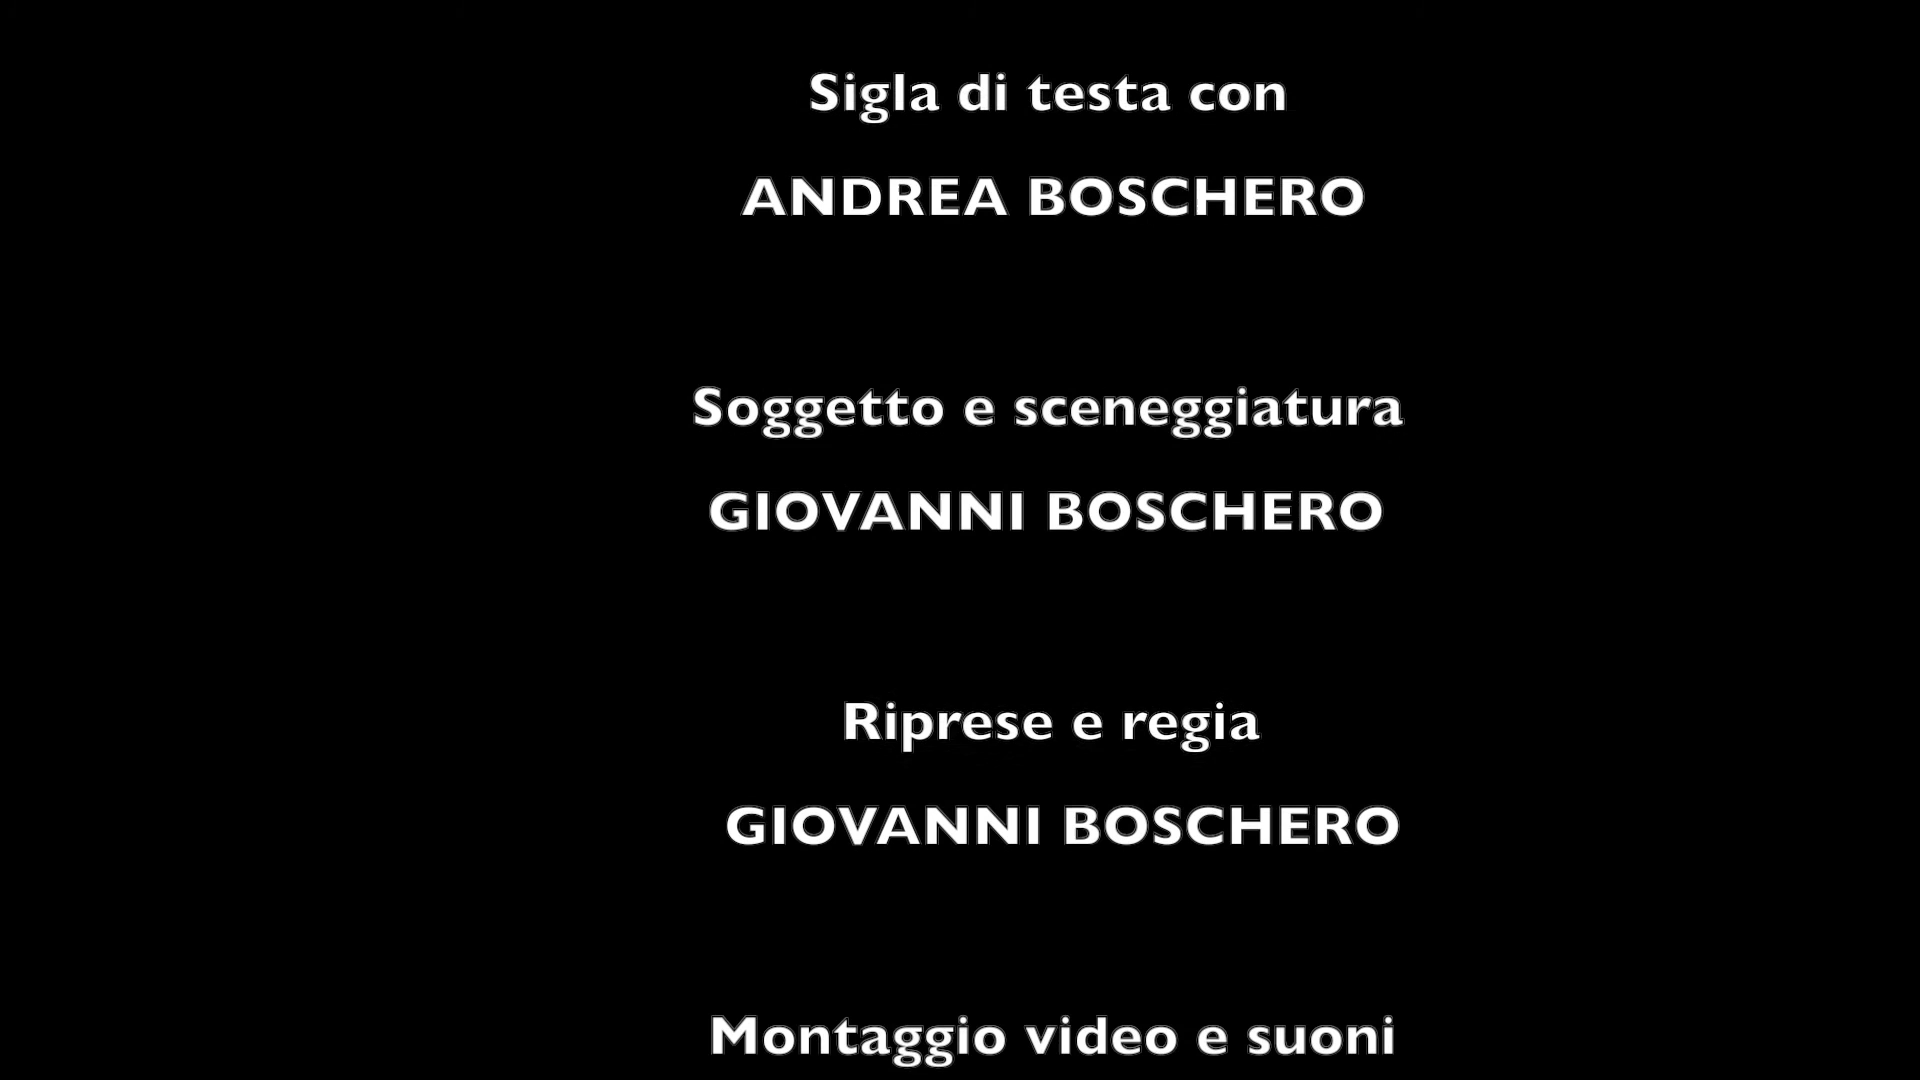 Sigla di testa con
ANDREA BOSCHERO
Soggetto e sceneggiatura
GIOVANNI BOSCHERO
Riprese e regia
GIOVANNI BOSCHERO
Montaggio video e suoni